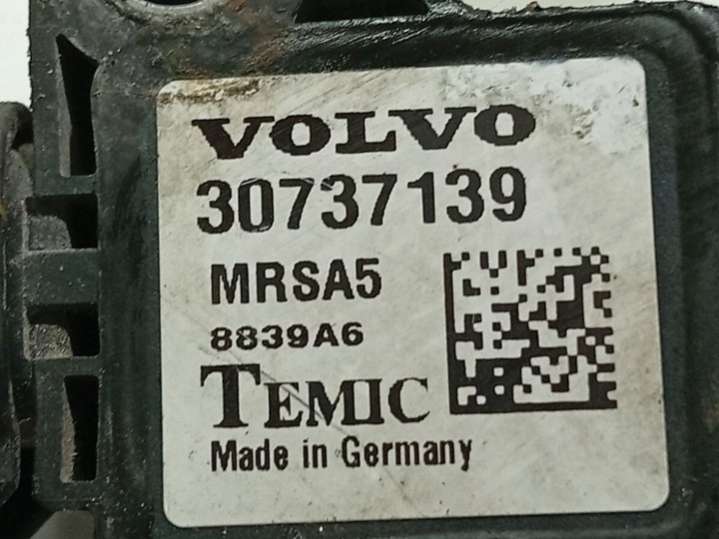 VOLVO
30737139
MRSA5
8839A6
TEMIC
Made in Germany